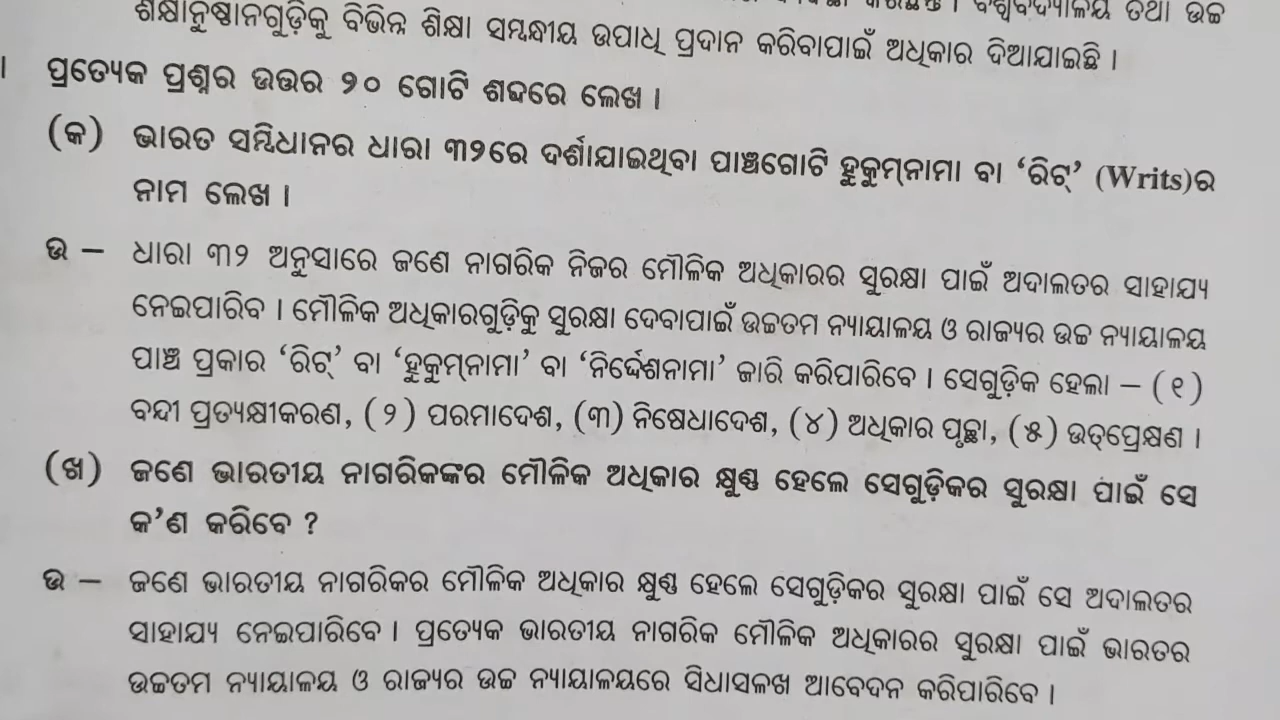 ଶିକ୍ଷାନୁଷ୍ଠାନଗୁଡ଼ିକୁ ବିଭିନ୍ନ ଶିକ୍ଷା ସମ୍ବନ୍ଧୀୟ ଉପାଧି ପ୍ରଦାନ କରିବାପାଇଁ ଅଧିକାର ଦିଆଯାଇଛି ।
। ପ୍ରତ୍ୟେକ ପ୍ରଶ୍ନର ଉତ୍ତର ୨୦ ଗୋଟି ଶବ୍ଦରେ ଲେଖ ।
(କ) ଭାରତ ସମ୍ବିଧାନର ଧାରା ୩୨ରେ ଦର୍ଶାଯାଇଥିବା ପାଞ୍ଚଗୋଟି ହୁକୁମ୍‌ନାମା ବା ‘ରିଟ୍’ (Writs)ର
ନାମ ଲେଖ ।
ଉ – ଧାରା ୩୨ ଅନୁସାରେ ଜଣେ ନାଗରିକ ନିଜର ମୌଳିକ ଅଧିକାରର ସୁରକ୍ଷା ପାଇଁ ଅଦାଲତର ସାହାଯ୍ୟ
ନେଇପାରିବ । ମୌଳିକ ଅଧିକାରଗୁଡ଼ିକୁ ସୁରକ୍ଷା ଦେବାପାଇଁ ଉଚ୍ଚତମ ନ୍ୟାୟାଳୟ ଓ ରାଜ୍ୟର ଉଚ୍ଚ ନ୍ୟାୟାଳୟ
ପାଞ୍ଚ ପ୍ରକାର ‘ରିଟ୍’ ବା ‘ହୁକୁମ୍‌ନାମା’ ବା ‘ନିର୍ଦ୍ଦେଶନାମା’ ଜାରି କରିପାରିବେ । ସେଗୁଡ଼ିକ ହେଲା – (୧)
ବନ୍ଦୀ ପ୍ରତ୍ୟକ୍ଷୀକରଣ, (୨) ପରମାଦେଶ, (୩) ନିଷେଧାଦେଶ, (୪) ଅଧିକାର ପୃଚ୍ଛା, (୫) ଉତ୍‌ପ୍ରେକ୍ଷଣ ।
(ଖ) ଜଣେ ଭାରତୀୟ ନାଗରିକଙ୍କର ମୌଳିକ ଅଧିକାର କ୍ଷୁଣ୍ଣ ହେଲେ ସେଗୁଡ଼ିକର ସୁରକ୍ଷା ପାଇଁ ସେ
କ’ଣ କରିବେ ?
ଉ – ଜଣେ ଭାରତୀୟ ନାଗରିକର ମୌଳିକ ଅଧିକାର କ୍ଷୁଣ୍ଣ ହେଲେ ସେଗୁଡ଼ିକର ସୁରକ୍ଷା ପାଇଁ ସେ ଅଦାଲତର
ସାହାଯ୍ୟ ନେଇପାରିବେ । ପ୍ରତ୍ୟେକ ଭାରତୀୟ ନାଗରିକ ମୌଳିକ ଅଧିକାରର ସୁରକ୍ଷା ପାଇଁ ଭାରତର
ଉଚ୍ଚତମ ନ୍ୟାୟାଳୟ ଓ ରାଜ୍ୟର ଉଚ୍ଚ ନ୍ୟାୟାଳୟରେ ସିଧାସଳଖ ଆବେଦନ କରିପାରିବେ ।